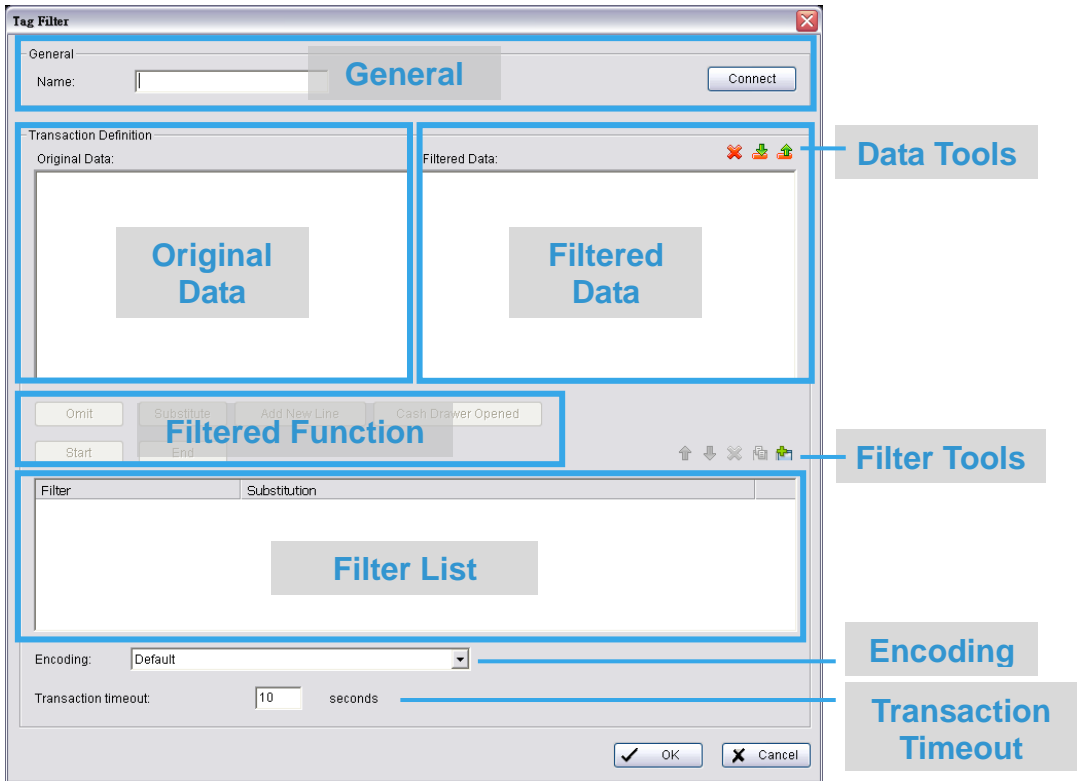 Tag Filter
General
Name:
General
Connect
Transaction Definition
Original Data:
Filtered Data:
Data Tools
Original
Data
Filtered
Data
Omit
Substitute
Add New Line
Cash Drawer Opened
Filtered Function
Start
End
Filter Tools
Filter
Substitution
Filter List
Encoding:
Default
Encoding
Transaction timeout:
10
seconds
Transaction
Timeout
OK
Cancel